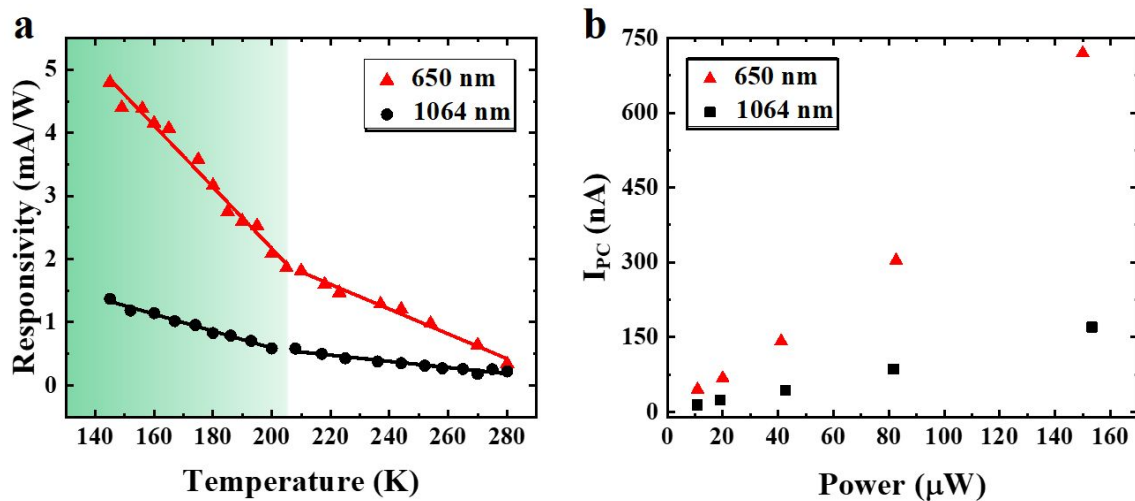 a
Responsivity (mA/W)
5
4
3
2
1
0
650 nm
1064 nm
140 160 180 200 220 240 260 280
Temperature (K)
b
I_PC (nA)
750
600
450
300
150
0
650 nm
1064 nm
0 20 40 60 80 100 120 140 160
Power (μW)